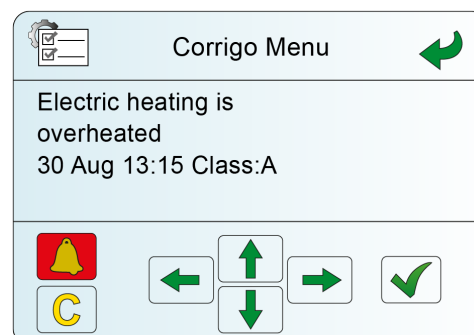 Corrigo Menu
Electric heating is
overheated
30 Aug 13:15 Class:A
C